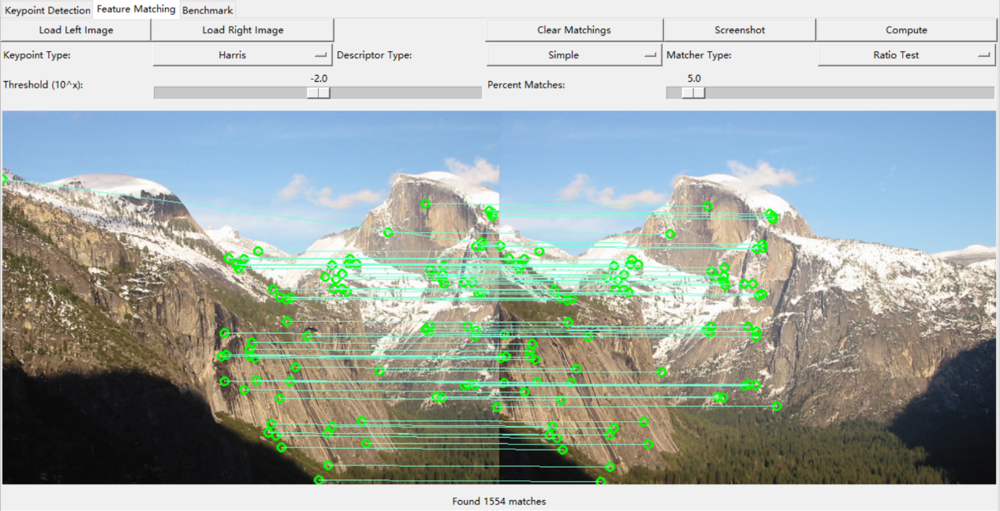 Keypoint Detection Feature Matching Benchmark
Load Left Image Load Right Image Clear Matchings Screenshot Compute
Keypoint Type: Harris Descriptor Type: Simple Matcher Type: Ratio Test
-2.0 5.0
Threshold (10^x): Percent Matches:
Found 1554 matches